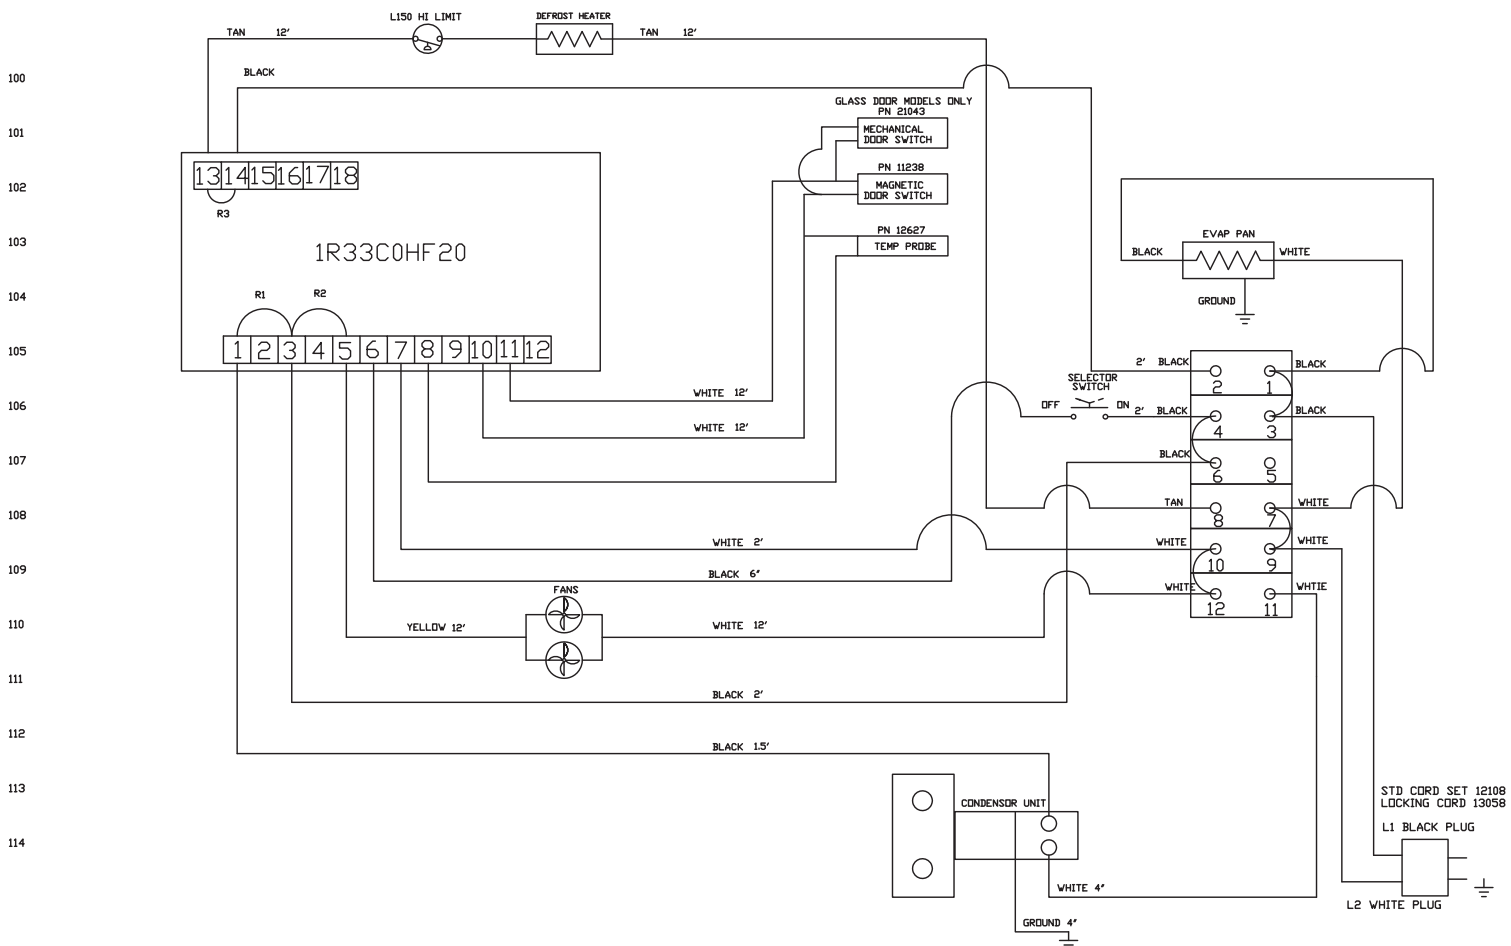 L150 HI LIMIT
DEFROST HEATER
TAN 12'
TAN 12'
BLACK
100
GLASS DOOR MODELS ONLY
PN 21043
MECHANICAL
DOOR SWITCH
101
PN 11238
MAGNETIC
DOOR SWITCH
13 14 15 16 17 18
102
R3
PN 12627
TEMP PROBE
103
1R33C0HF20
EVAP PAN
BLACK
WHITE
GROUND
104
R1
R2
1 2 3 4 5 6 7 8 9 10 11 12
105
2' BLACK
BLACK
2
1
SELECTOR
SWITCH
OFF
ON
2' BLACK
BLACK
4
3
106
WHITE 12'
WHITE 12'
107
BLACK
6
5
108
TAN
WHITE
8
7
WHITE 2'
WHITE
WHITE
10
9
109
BLACK 6"
WHITE
WHTIE
12
11
FANS
110
YELLOW 12'
WHITE 12'
111
BLACK 2'
112
BLACK 1.5'
113
STD CORD SET 12108
LOCKING CORD 13058
CONDENSOR UNIT
L1 BLACK PLUG
114
WHITE 4"
L2 WHITE PLUG
GROUND 4"